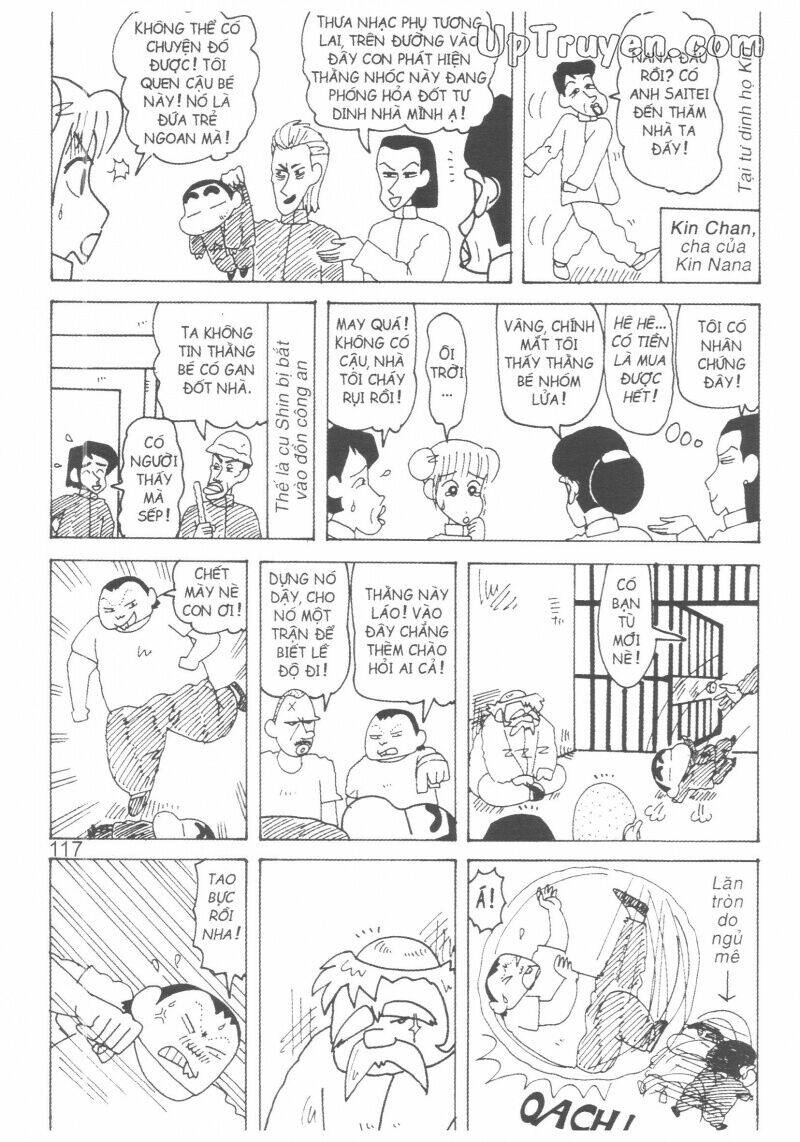 UpTruyen.com
NANA ĐÂU
RỒI? CÓ
ANH SAITEI
ĐẾN THĂM
NHÀ TA
ĐẤY!
Tại tư dinh họ Kin
Kin Chan,
cha của
Kin Nana
THƯA NHẠC PHỤ TƯƠNG
LAI, TRÊN ĐƯỜNG VÀO
ĐÂY CON PHÁT HIỆN
THẰNG NHÓC NÀY ĐANG
PHÓNG HỎA ĐỐT TƯ
DINH NHÀ MÌNH Ạ!
KHÔNG THỂ CÓ
CHUYỆN ĐÓ
ĐƯỢC! TÔI
QUEN CẬU BÉ
NÀY! NÓ LÀ
ĐỨA TRẺ
NGOAN MÀ!
TÔI CÓ
NHÂN
CHỨNG
ĐÂY!
HÊ HÊ...
CÓ TIỀN
LÀ MUA
ĐƯỢC
HẾT!
VÂNG, CHÍNH
MẮT TÔI
THẤY THẰNG
BÉ NHÓM
LỬA!
ÔI
TRỜI
...
MAY QUÁ!
KHÔNG CÓ
CẬU, NHÀ
TÔI CHÁY
RỤI RỒI!
Thế là cu Shin bị bắt
vào đồn công an
TA KHÔNG
TIN THẰNG
BÉ CÓ GAN
ĐỐT NHÀ.
CÓ
NGƯỜI
THẤY
MÀ
SẾP!
CÓ
BẠN
TÙ
MỚI
NÈ!
THẰNG NÀY
LÁO! VÀO
ĐÂY CHẲNG
THÈM CHÀO
HỎI AI CẢ!
DỰNG NÓ
DẬY, CHO
NÓ MỘT
TRẬN ĐỂ
BIẾT LỄ
ĐỘ ĐI!
CHẾT
MÀY NÈ
CON ƠI!
117
Lăn
tròn
do
ngủ
mê
Á!
OẠCH!
TAO
BỰC
RỒI
NHA!